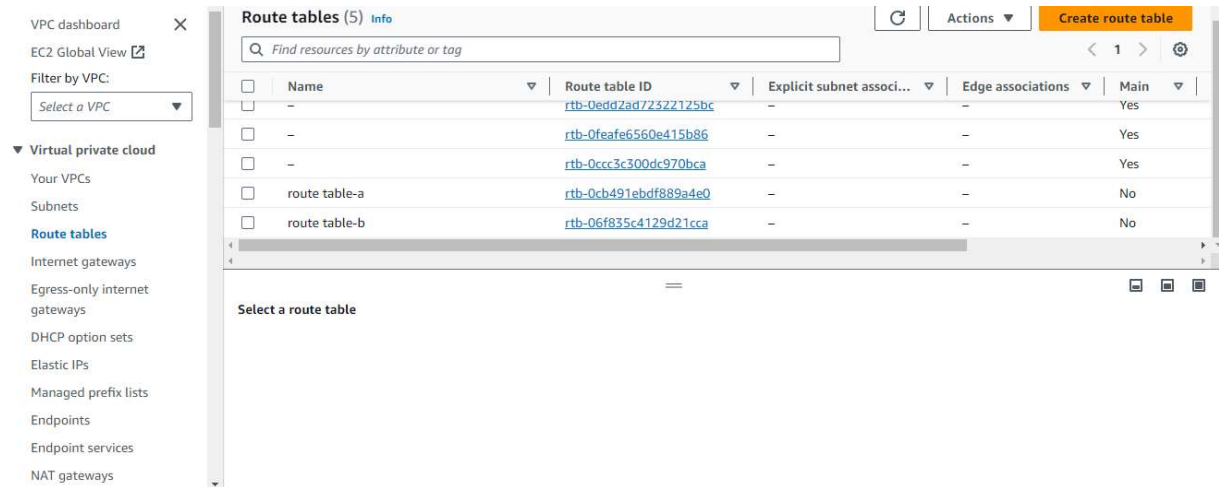 VPC dashboard
EC2 Global View
Filter by VPC:
Select a VPC
Virtual private cloud
Your VPCs
Subnets
Route tables
Internet gateways
Egress-only internet
gateways
DHCP option sets
Elastic IPs
Managed prefix lists
Endpoints
Endpoint services
NAT gateways
Route tables (5) Info
Actions
Create route table
Find resources by attribute or tag
1
Name Route table ID Explicit subnet associ... Edge associations Main
– rtb-0edd2ad72322125bc – – Yes
– rtb-0feafe6560e415b86 – – Yes
– rtb-0ccc3c300dc970bca – – Yes
route table-a rtb-0cb491ebdf889a4e0 – – No
route table-b rtb-06f835c4129d21cca – – No
Select a route table